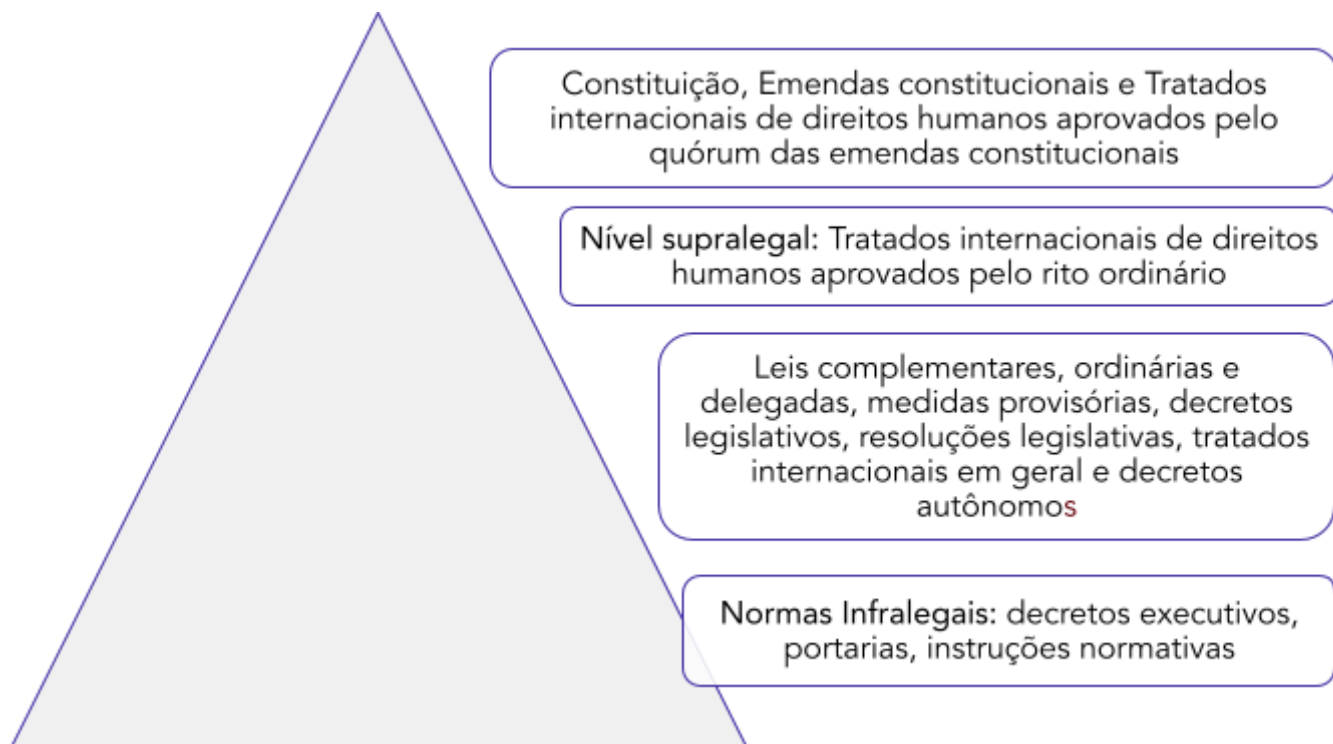 Constituição, Emendas constitucionais e Tratados
internacionais de direitos humanos aprovados pelo
quórum das emendas constitucionais
Nível supralegal: Tratados internacionais de direitos
humanos aprovados pelo rito ordinário
Leis complementares, ordinárias e
delegadas, medidas provisórias, decretos
legislativos, resoluções legislativas, tratados
internacionais em geral e decretos
autônomos
Normas Infralegais: decretos executivos,
portarias, instruções normativas